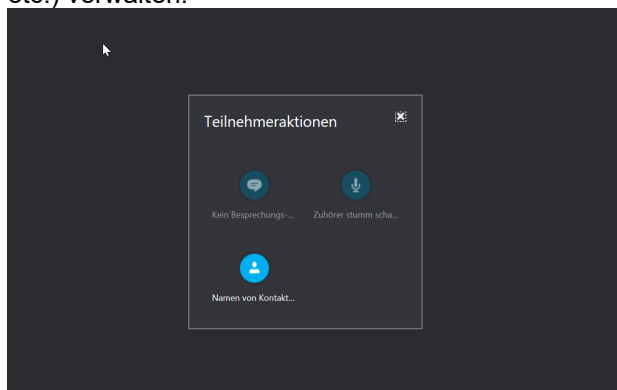 etc.) verwalten.
Teilnehmeraktionen
Kein Besprechungs-... Zuhörer stumm scha...
Namen von Kontakt...